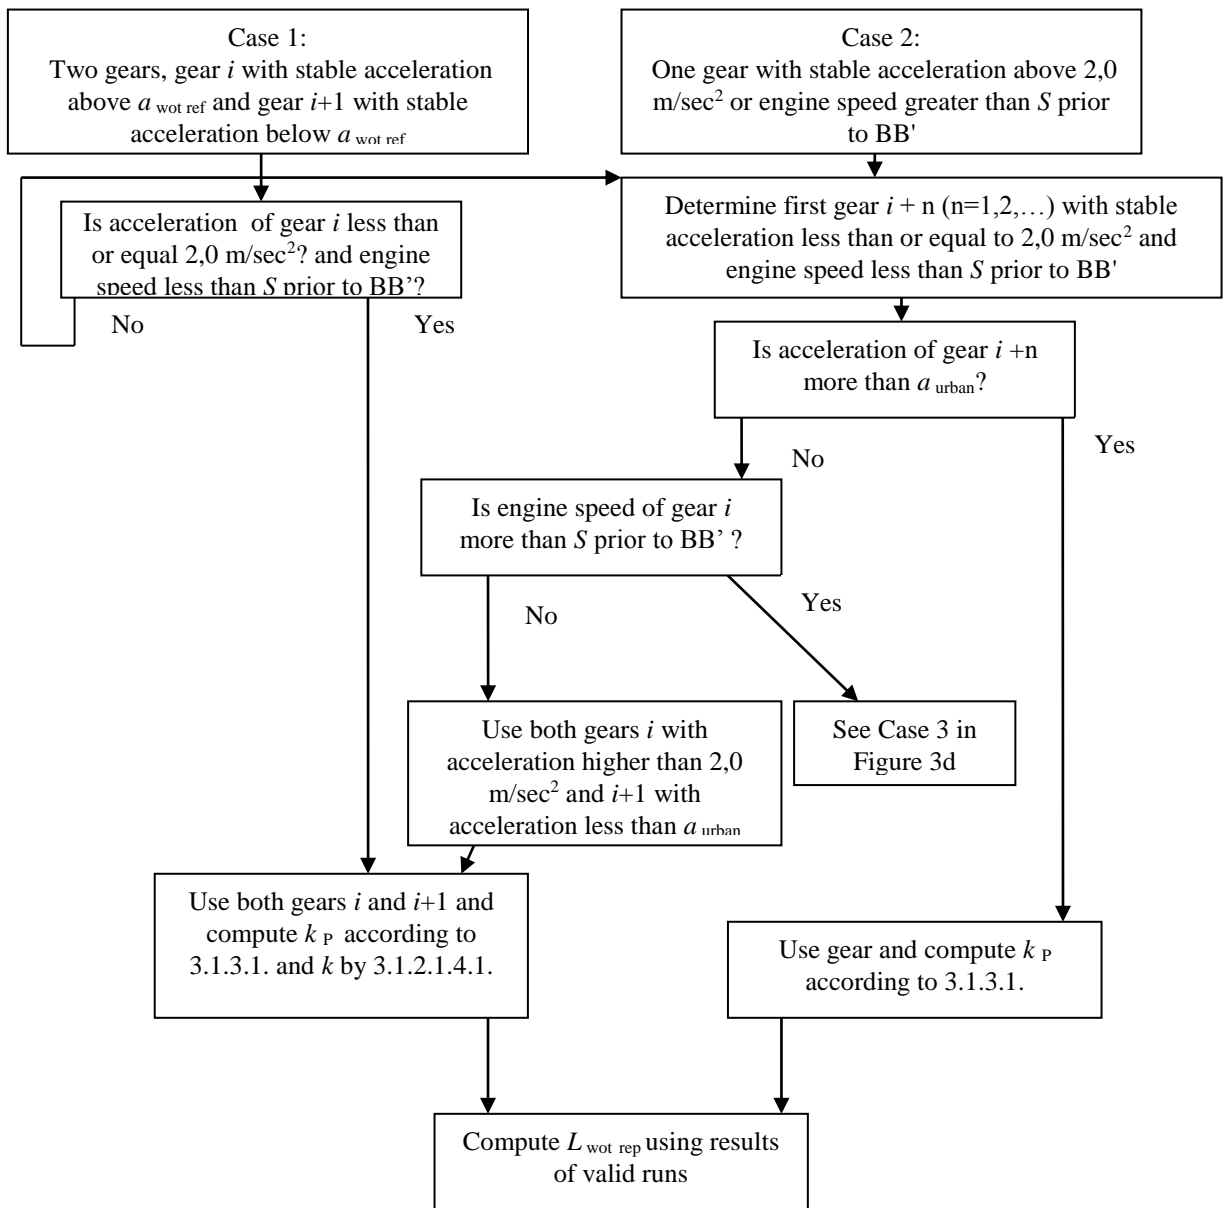 Case 1:
Two gears, gear i with stable acceleration
above a wot ref and gear i+1 with stable
acceleration below a wot ref
Case 2:
One gear with stable acceleration above 2,0
m/sec² or engine speed greater than S prior
to BB'
Is acceleration of gear i less than
or equal 2,0 m/sec²? and engine
speed less than S prior to BB’?
No
Yes
Determine first gear i + n (n=1,2,…) with stable
acceleration less than or equal to 2,0 m/sec² and
engine speed less than S prior to BB'
Is acceleration of gear i +n
more than a urban?
No
Yes
Is engine speed of gear i
more than S prior to BB’ ?
No
Yes
Use both gears i with
acceleration higher than 2,0
m/sec² and i+1 with
acceleration less than a urban
See Case 3 in
Figure 3d
Use both gears i and i+1 and
compute k P according to
3.1.3.1. and k by 3.1.2.1.4.1.
Use gear and compute k P
according to 3.1.3.1.
Compute L wot rep using results
of valid runs